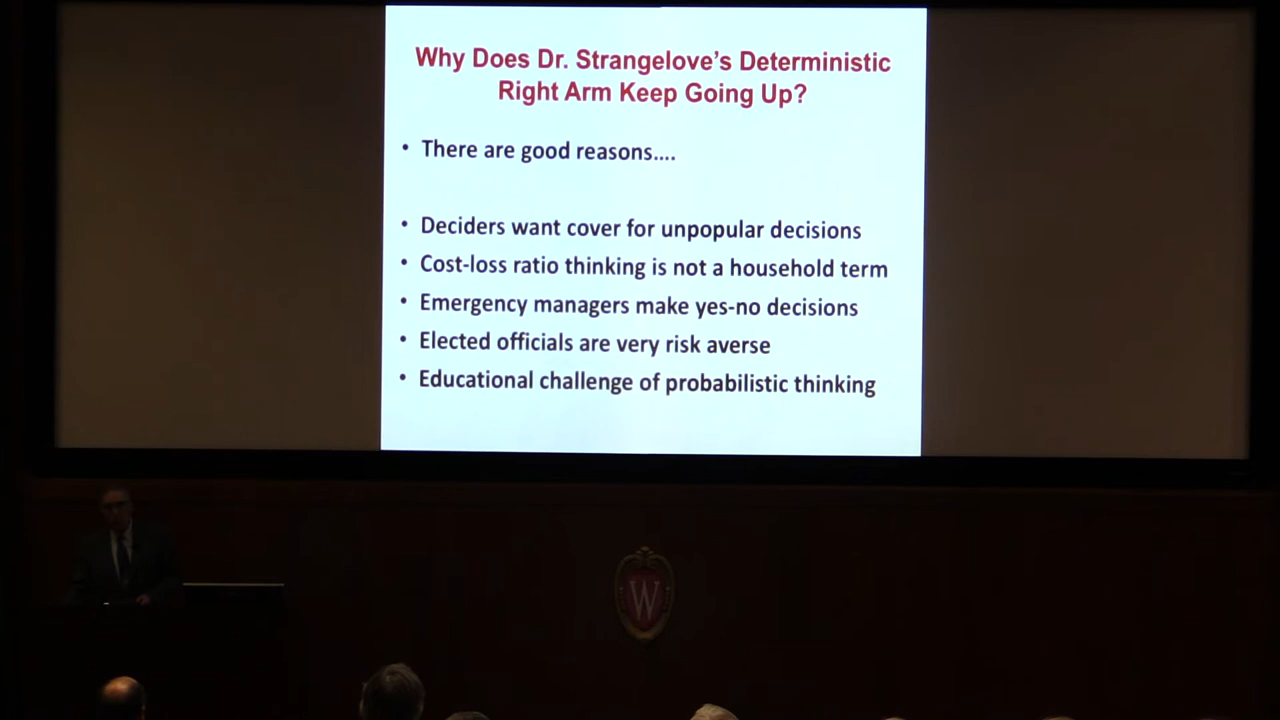 Why Does Dr. Strangelove's Deterministic
Right Arm Keep Going Up?
• There are good reasons....
• Deciders want cover for unpopular decisions
• Cost-loss ratio thinking is not a household term
• Emergency managers make yes-no decisions
• Elected officials are very risk averse
• Educational challenge of probabilistic thinking
W